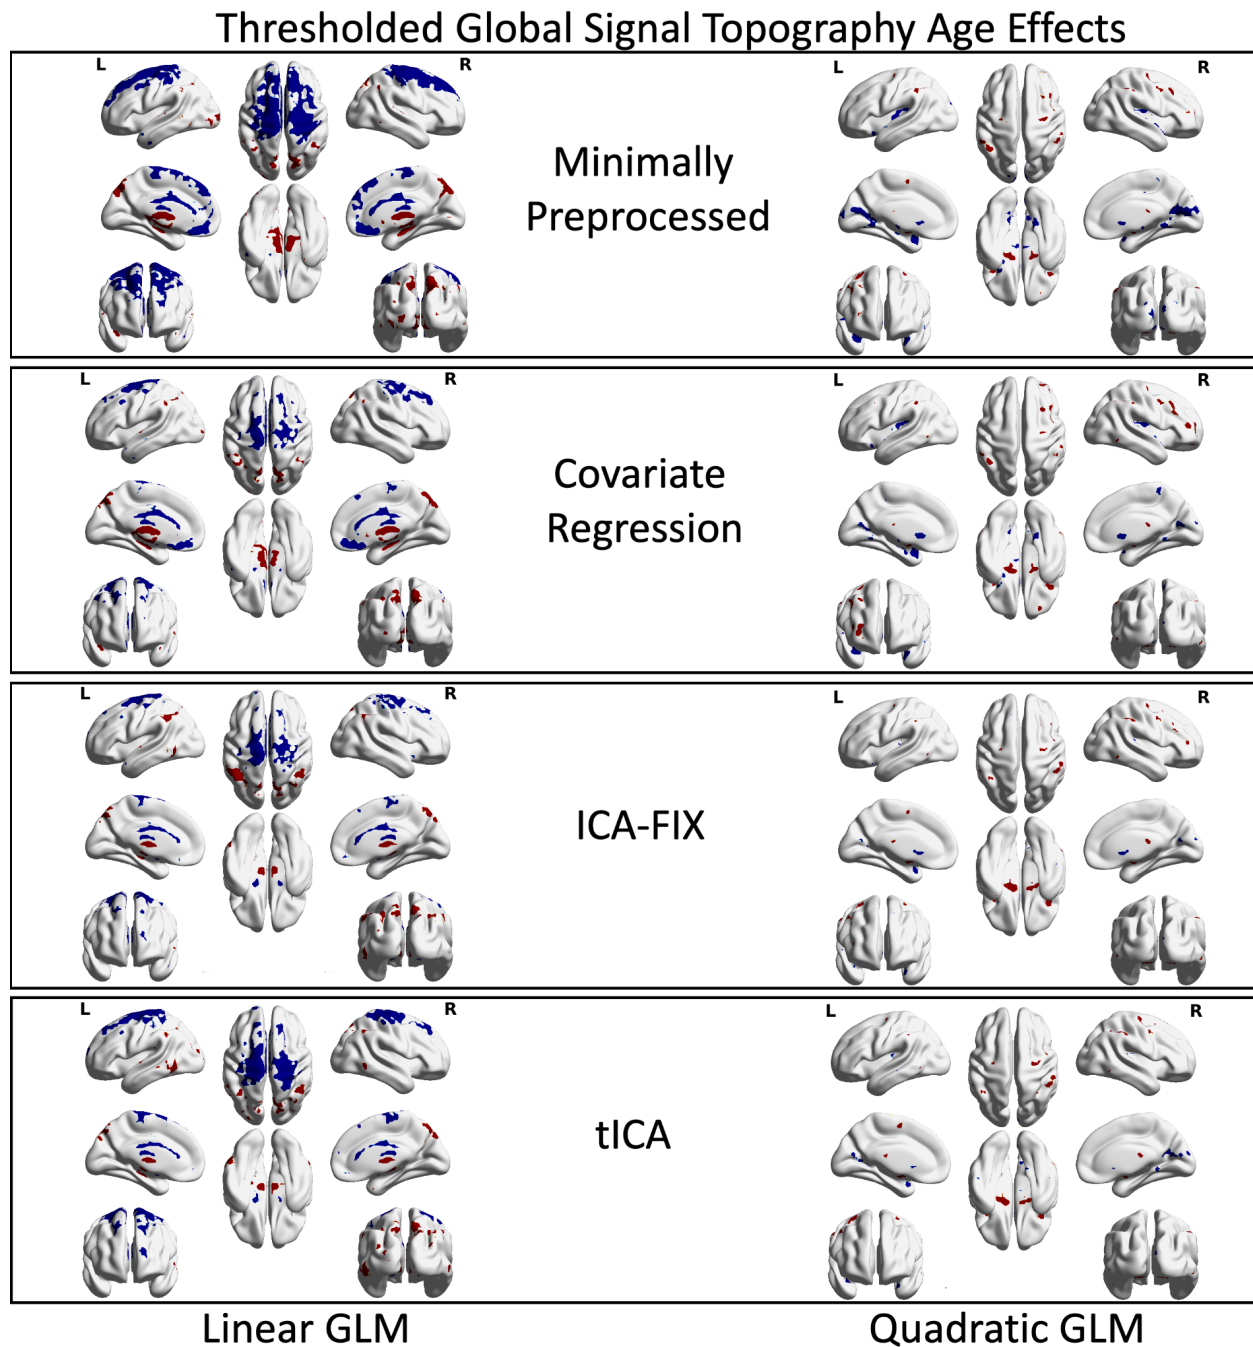 Thresholded Global Signal Topography Age Effects
L R L R
Minimally
Preprocessed
L R L R
Covariate
Regression
L R L R
ICA-FIX
L R L R
tICA
Linear GLM Quadratic GLM